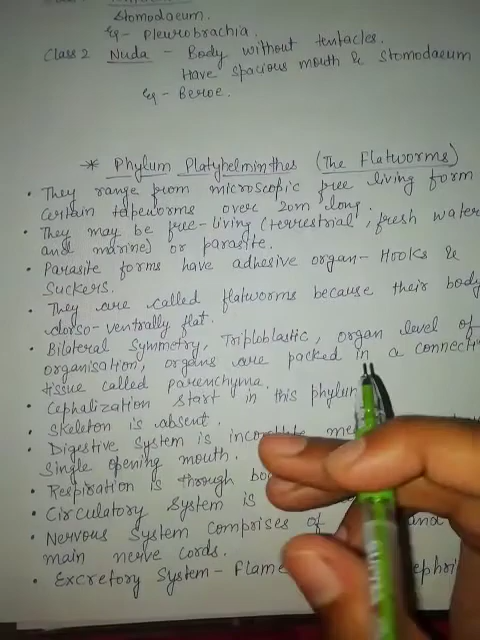 Stomodaeum.
Eg - Pleurobrachia.
Class 2 Nuda - Body without tentacles.
Have spacious mouth & stomodaeum
Eg - Beroe.
* Phylum Platyhelminthes (The Flatworms)
• They range from microscopic free living form
certain tapeworms over 20m long.
• They may be free-living (terrestrial, fresh water
and marine) or parasite.
• Parasite forms have adhesive organ - Hooks &
Suckers.
• They are called flatworms because their body
dorso-ventrally flat.
• Bilateral Symmetry, Triploblastic, organ level of
organisation, organs are packed in a connecti
tissue called parenchyma.
• Cephalization start in this phylum
• Skeleton is absent.
• Digestive System is
Single opening mouth.
• Respiration is through
• Circulatory System is
• Nervous System comprises of and
main nerve cords.
• Excretory System - Flame